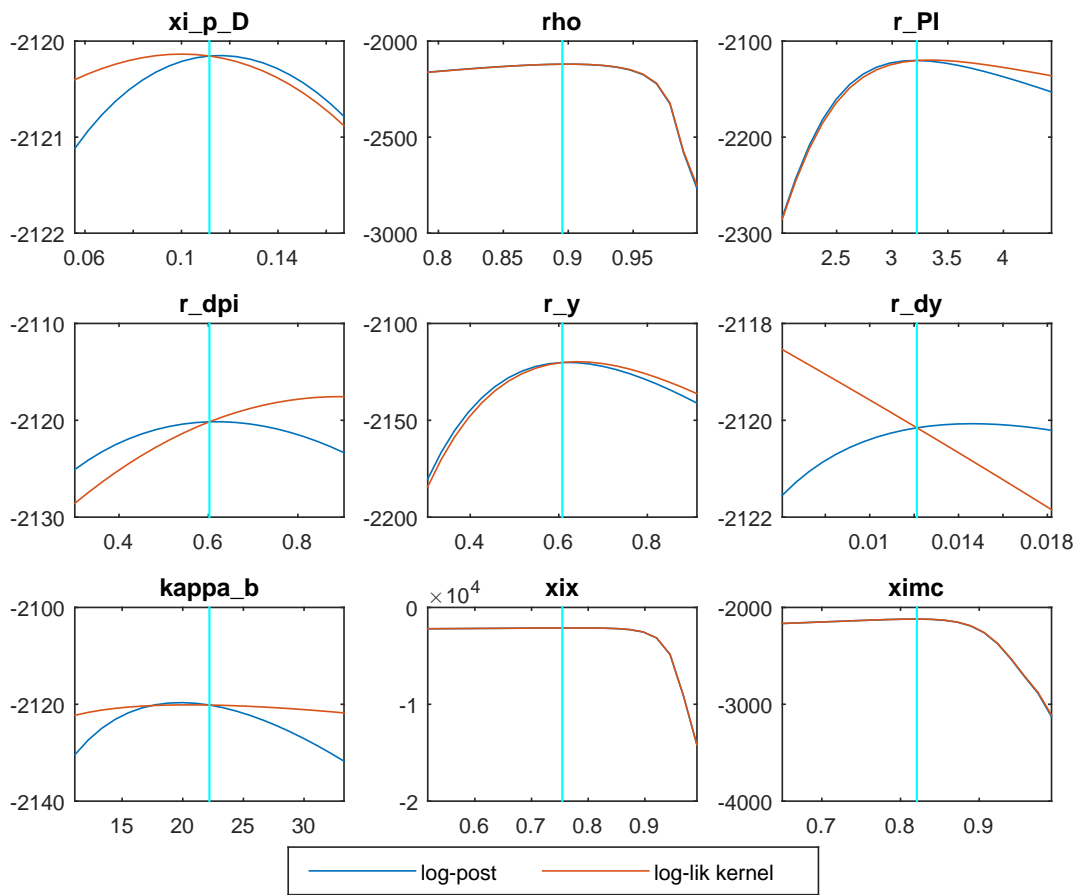 xi_p_D
-2120
-2121
-2122
0.06 0.1 0.14
rho
-2000
-2500
-3000
0.8 0.85 0.9 0.95
r_PI
-2100
-2200
-2300
2.5 3 3.5 4
r_dpi
-2110
-2120
-2130
0.4 0.6 0.8
r_y
-2100
-2150
-2200
0.4 0.6 0.8
r_dy
-2118
-2120
-2122
0.01 0.014 0.018
kappa_b
-2100
-2120
-2140
15 20 25 30
xix
× 10^4
0
-1
-2
0.6 0.7 0.8 0.9
ximc
-2000
-3000
-4000
0.7 0.8 0.9
log-post log-lik kernel